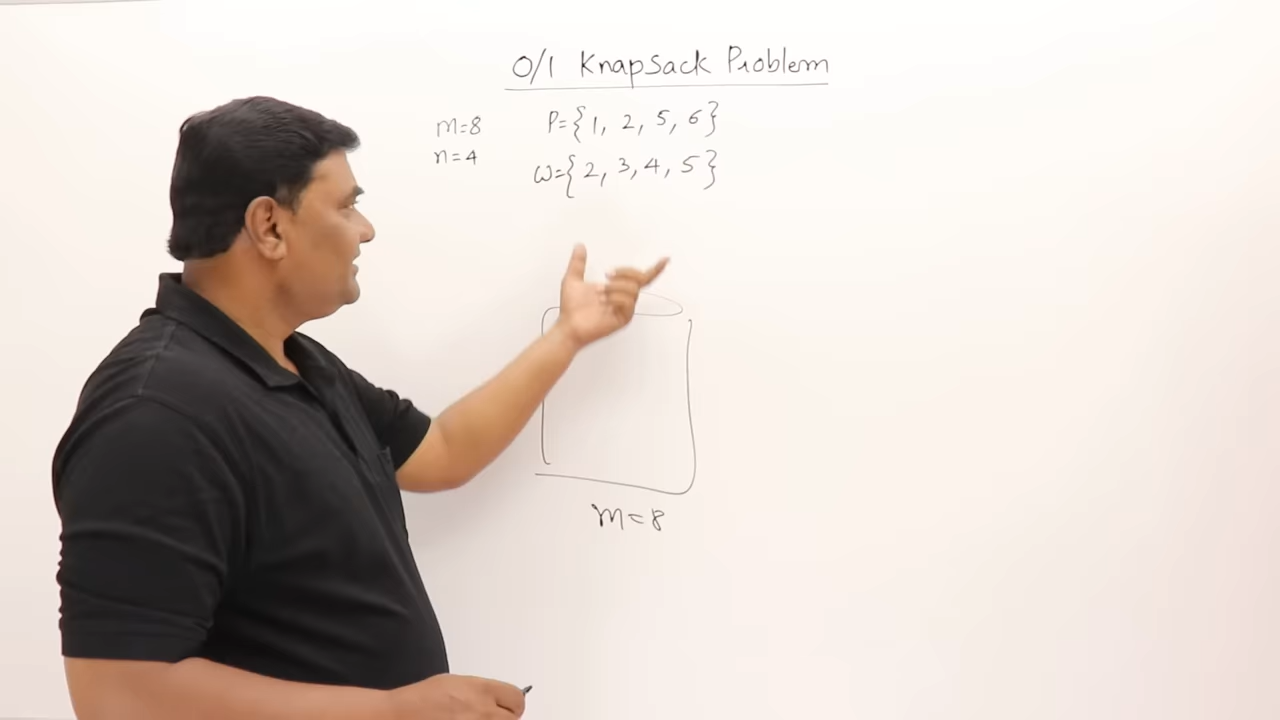 0/1 Knapsack Problem
m=8 P={1, 2, 5, 6}
n=4 w={2, 3, 4, 5}
m=8